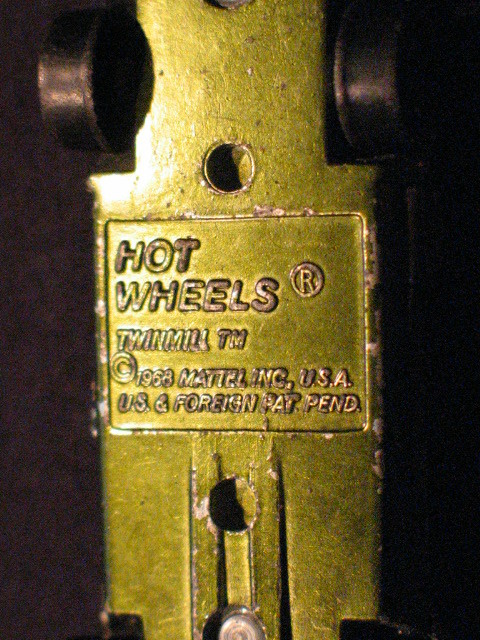 HOT
WHEELS ®
TWINMILL TM
© 1968 MATTEL INC., U.S.A.
U.S. & FOREIGN PAT. PEND.